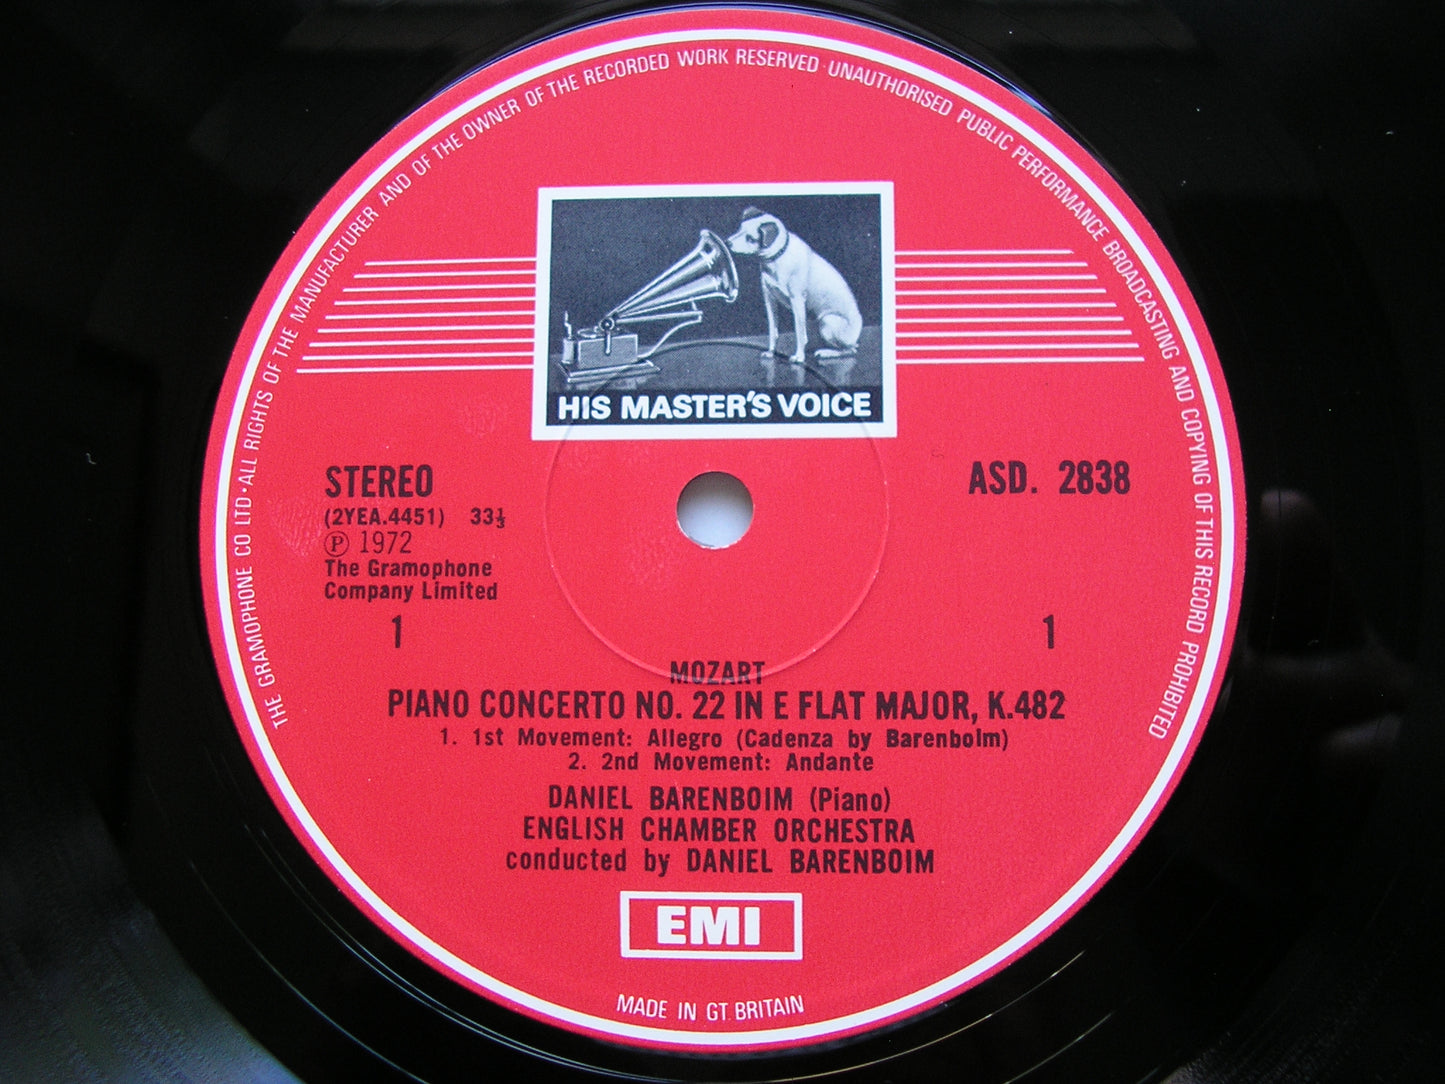 THE GRAMOPHONE CO LTD · ALL RIGHTS OF THE MANUFACTURER AND OF THE OWNER OF THE RECORDED WORK RESERVED · UNAUTHORISED PUBLIC PERFORMANCE BROADCASTING AND COPYING OF THIS RECORD PROHIBITED
HIS MASTER'S VOICE
STEREO
(2YEA.4451) 33⅓
Ⓟ 1972
The Gramophone
Company Limited
1
ASD. 2838
1
MOZART
PIANO CONCERTO NO. 22 IN E FLAT MAJOR, K.482
1. 1st Movement: Allegro (Cadenza by Barenboim)
2. 2nd Movement: Andante
DANIEL BARENBOIM (Piano)
ENGLISH CHAMBER ORCHESTRA
conducted by DANIEL BARENBOIM
EMI
MADE IN GT. BRITAIN